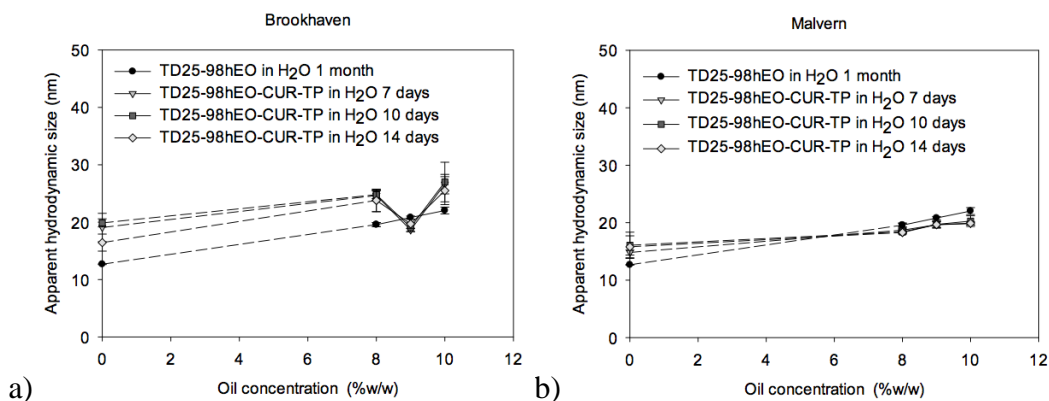 Brookhaven
50
40
30
20
10
0
Apparent hydrodynamic size (nm)
TD25-98hEO in H2O 1 month
TD25-98hEO-CUR-TP in H2O 7 days
TD25-98hEO-CUR-TP in H2O 10 days
TD25-98hEO-CUR-TP in H2O 14 days
0 2 4 6 8 10 12
Oil concentration (%w/w)
a)
Malvern
50
40
30
20
10
0
Apparent hydrodynamic size (nm)
TD25-98hEO in H2O 1 month
TD25-98hEO-CUR-TP in H2O 7 days
TD25-98hEO-CUR-TP in H2O 10 days
TD25-98hEO-CUR-TP in H2O 14 days
0 2 4 6 8 10 12
Oil concentration (%w/w)
b)